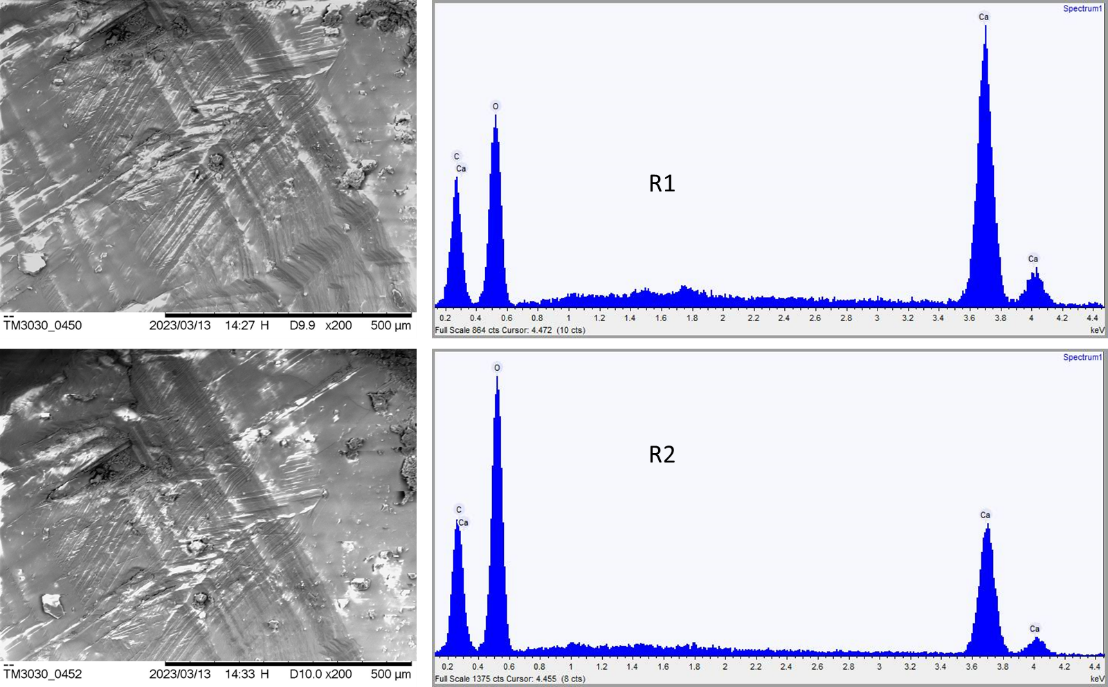 TM3030_0450 2023/03/13 14:27 H D9.9 x200 500 µm
Spectrum1
Ca
O
C
Ca
R1
Ca
0.2 0.4 0.6 0.8 1 1.2 1.4 1.6 1.8 2 2.2 2.4 2.6 2.8 3 3.2 3.4 3.6 3.8 4 4.2 4.4
Full Scale 864 cts Cursor: 4.472 (10 cts) keV
TM3030_0452 2023/03/13 14:33 H D10.0 x200 500 µm
Spectrum1
O
R2
C
Ca
Ca
Ca
0.2 0.4 0.6 0.8 1 1.2 1.4 1.6 1.8 2 2.2 2.4 2.6 2.8 3 3.2 3.4 3.6 3.8 4 4.2 4.4
Full Scale 1375 cts Cursor: 4.455 (8 cts) keV